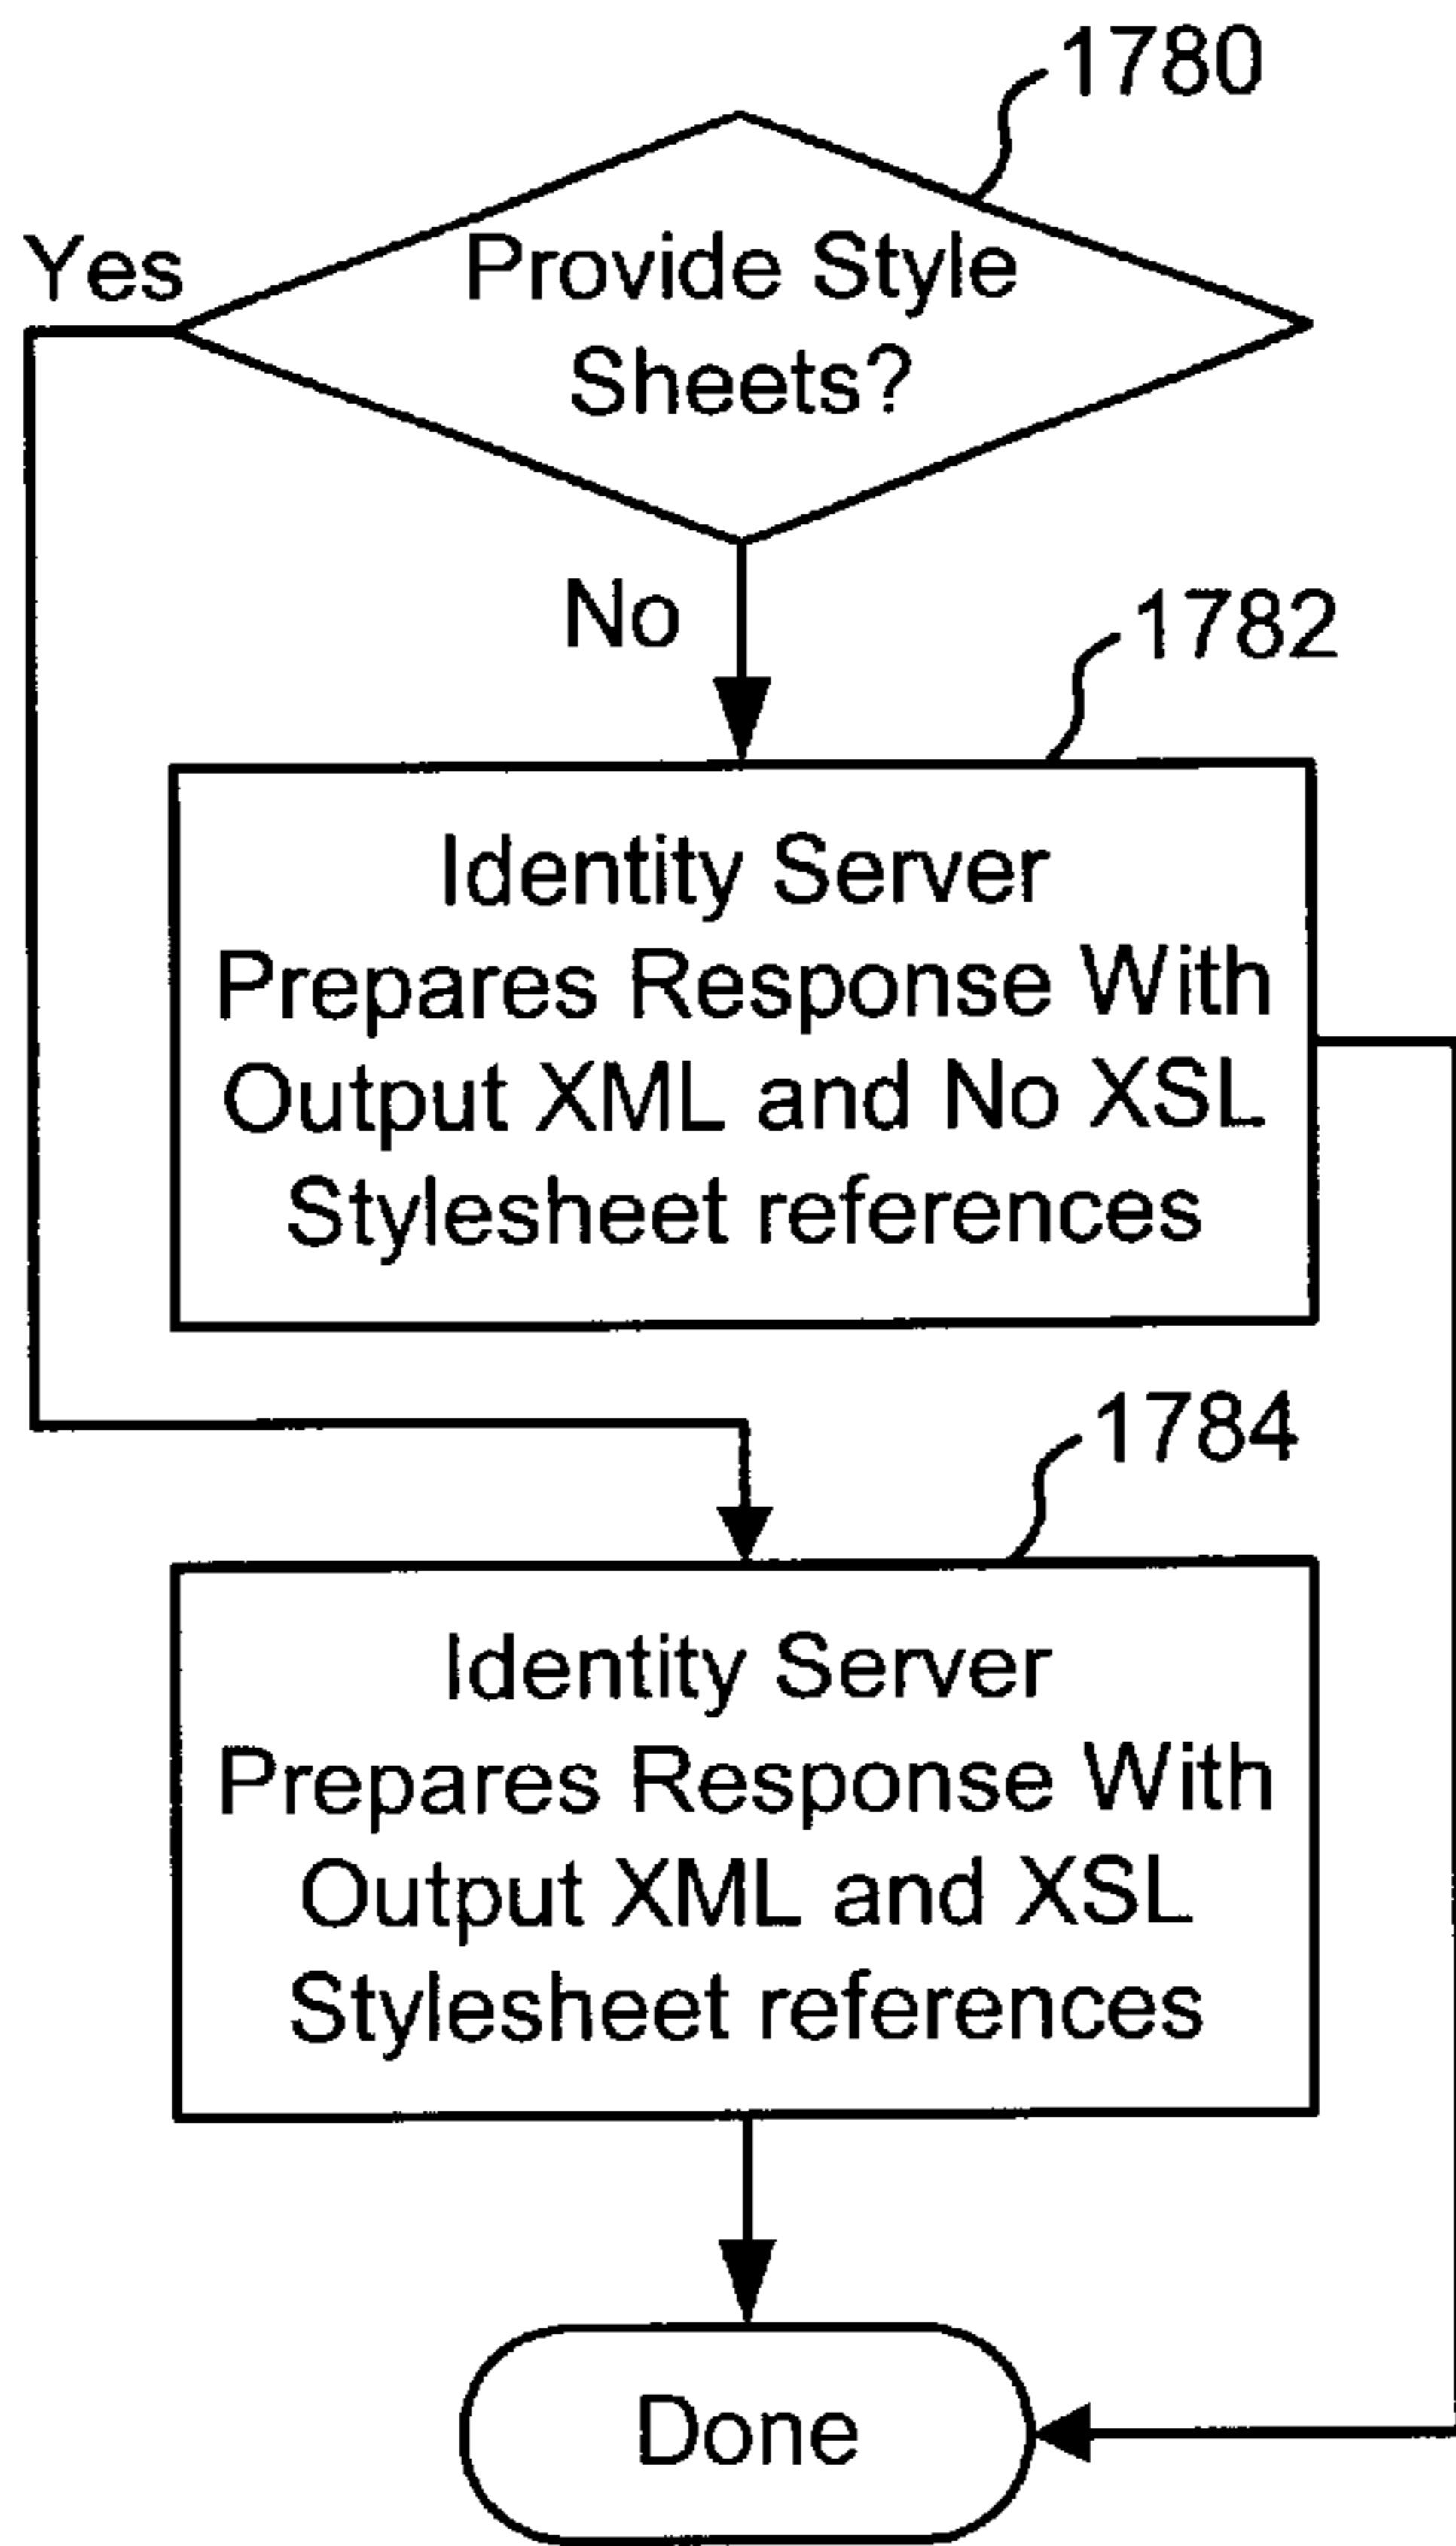 1780
Yes
Provide Style
Sheets?
No
1782
Identity Server
Prepares Response With
Output XML and No XSL
Stylesheet references
1784
Identity Server
Prepares Response With
Output XML and XSL
Stylesheet references
Done